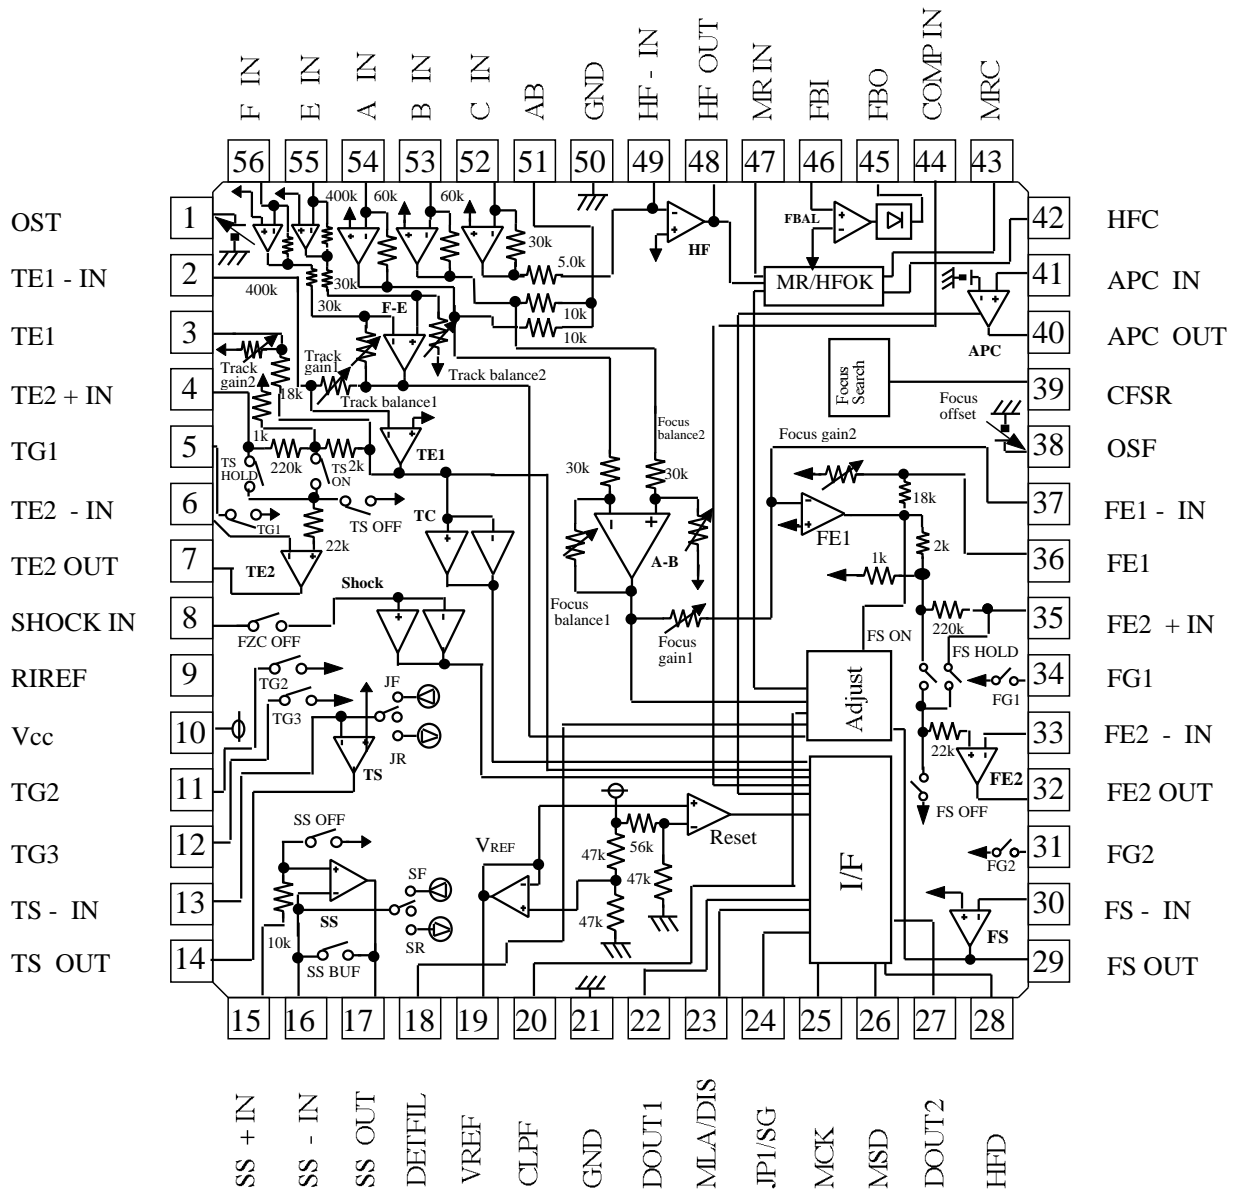 F IN
E IN
A IN
B IN
C IN
AB
GND
HF - IN
HF OUT
MR IN
FBI
FBO
COMP IN
MRC
56
55
54
53
52
51
50
49
48
47
46
45
44
43
OST
TE1 - IN
TE1
TE2 + IN
TG1
TE2 - IN
TE2 OUT
SHOCK IN
RIREF
Vcc
TG2
TG3
TS - IN
TS OUT
1
2
3
4
5
6
7
8
9
10
11
12
13
14
42
41
40
39
38
37
36
35
34
33
32
31
30
29
HFC
APC IN
APC OUT
CFSR
OSF
FE1 - IN
FE1
FE2 + IN
FG1
FE2 - IN
FE2 OUT
FG2
FS - IN
FS OUT
400k
60k
60k
30k
5.0k
10k
10k
HF
FBAL
MR/HFOK
APC
400k
30k
30k
F-E
Track gain2
18k
Track gain1
Track balance1
Track balance2
1k
220k
2k
TS HOLD
TS ON
TS OFF
TG1
22k
TE2
TE1
TC
Shock
FZC OFF
TG2
TG3
JF
JR
TS
Focus balance2
30k
30k
A-B
Focus balance1
Focus gain1
Focus Search
Focus offset
Focus gain2
18k
FE1
2k
1k
220k
FS ON
FS HOLD
FG1
Adjust
22k
FE2
FS OFF
FG2
FS
SS OFF
SS
10k
SS BUF
SF
SR
VREF
47k
56k
47k
47k
Reset
I/F
15
16
17
18
19
20
21
22
23
24
25
26
27
28
SS + IN
SS - IN
SS OUT
DETFIL
VREF
CLPF
GND
DOUT1
MLA/DIS
JP1/SG
MCK
MSD
DOUT2
HFD